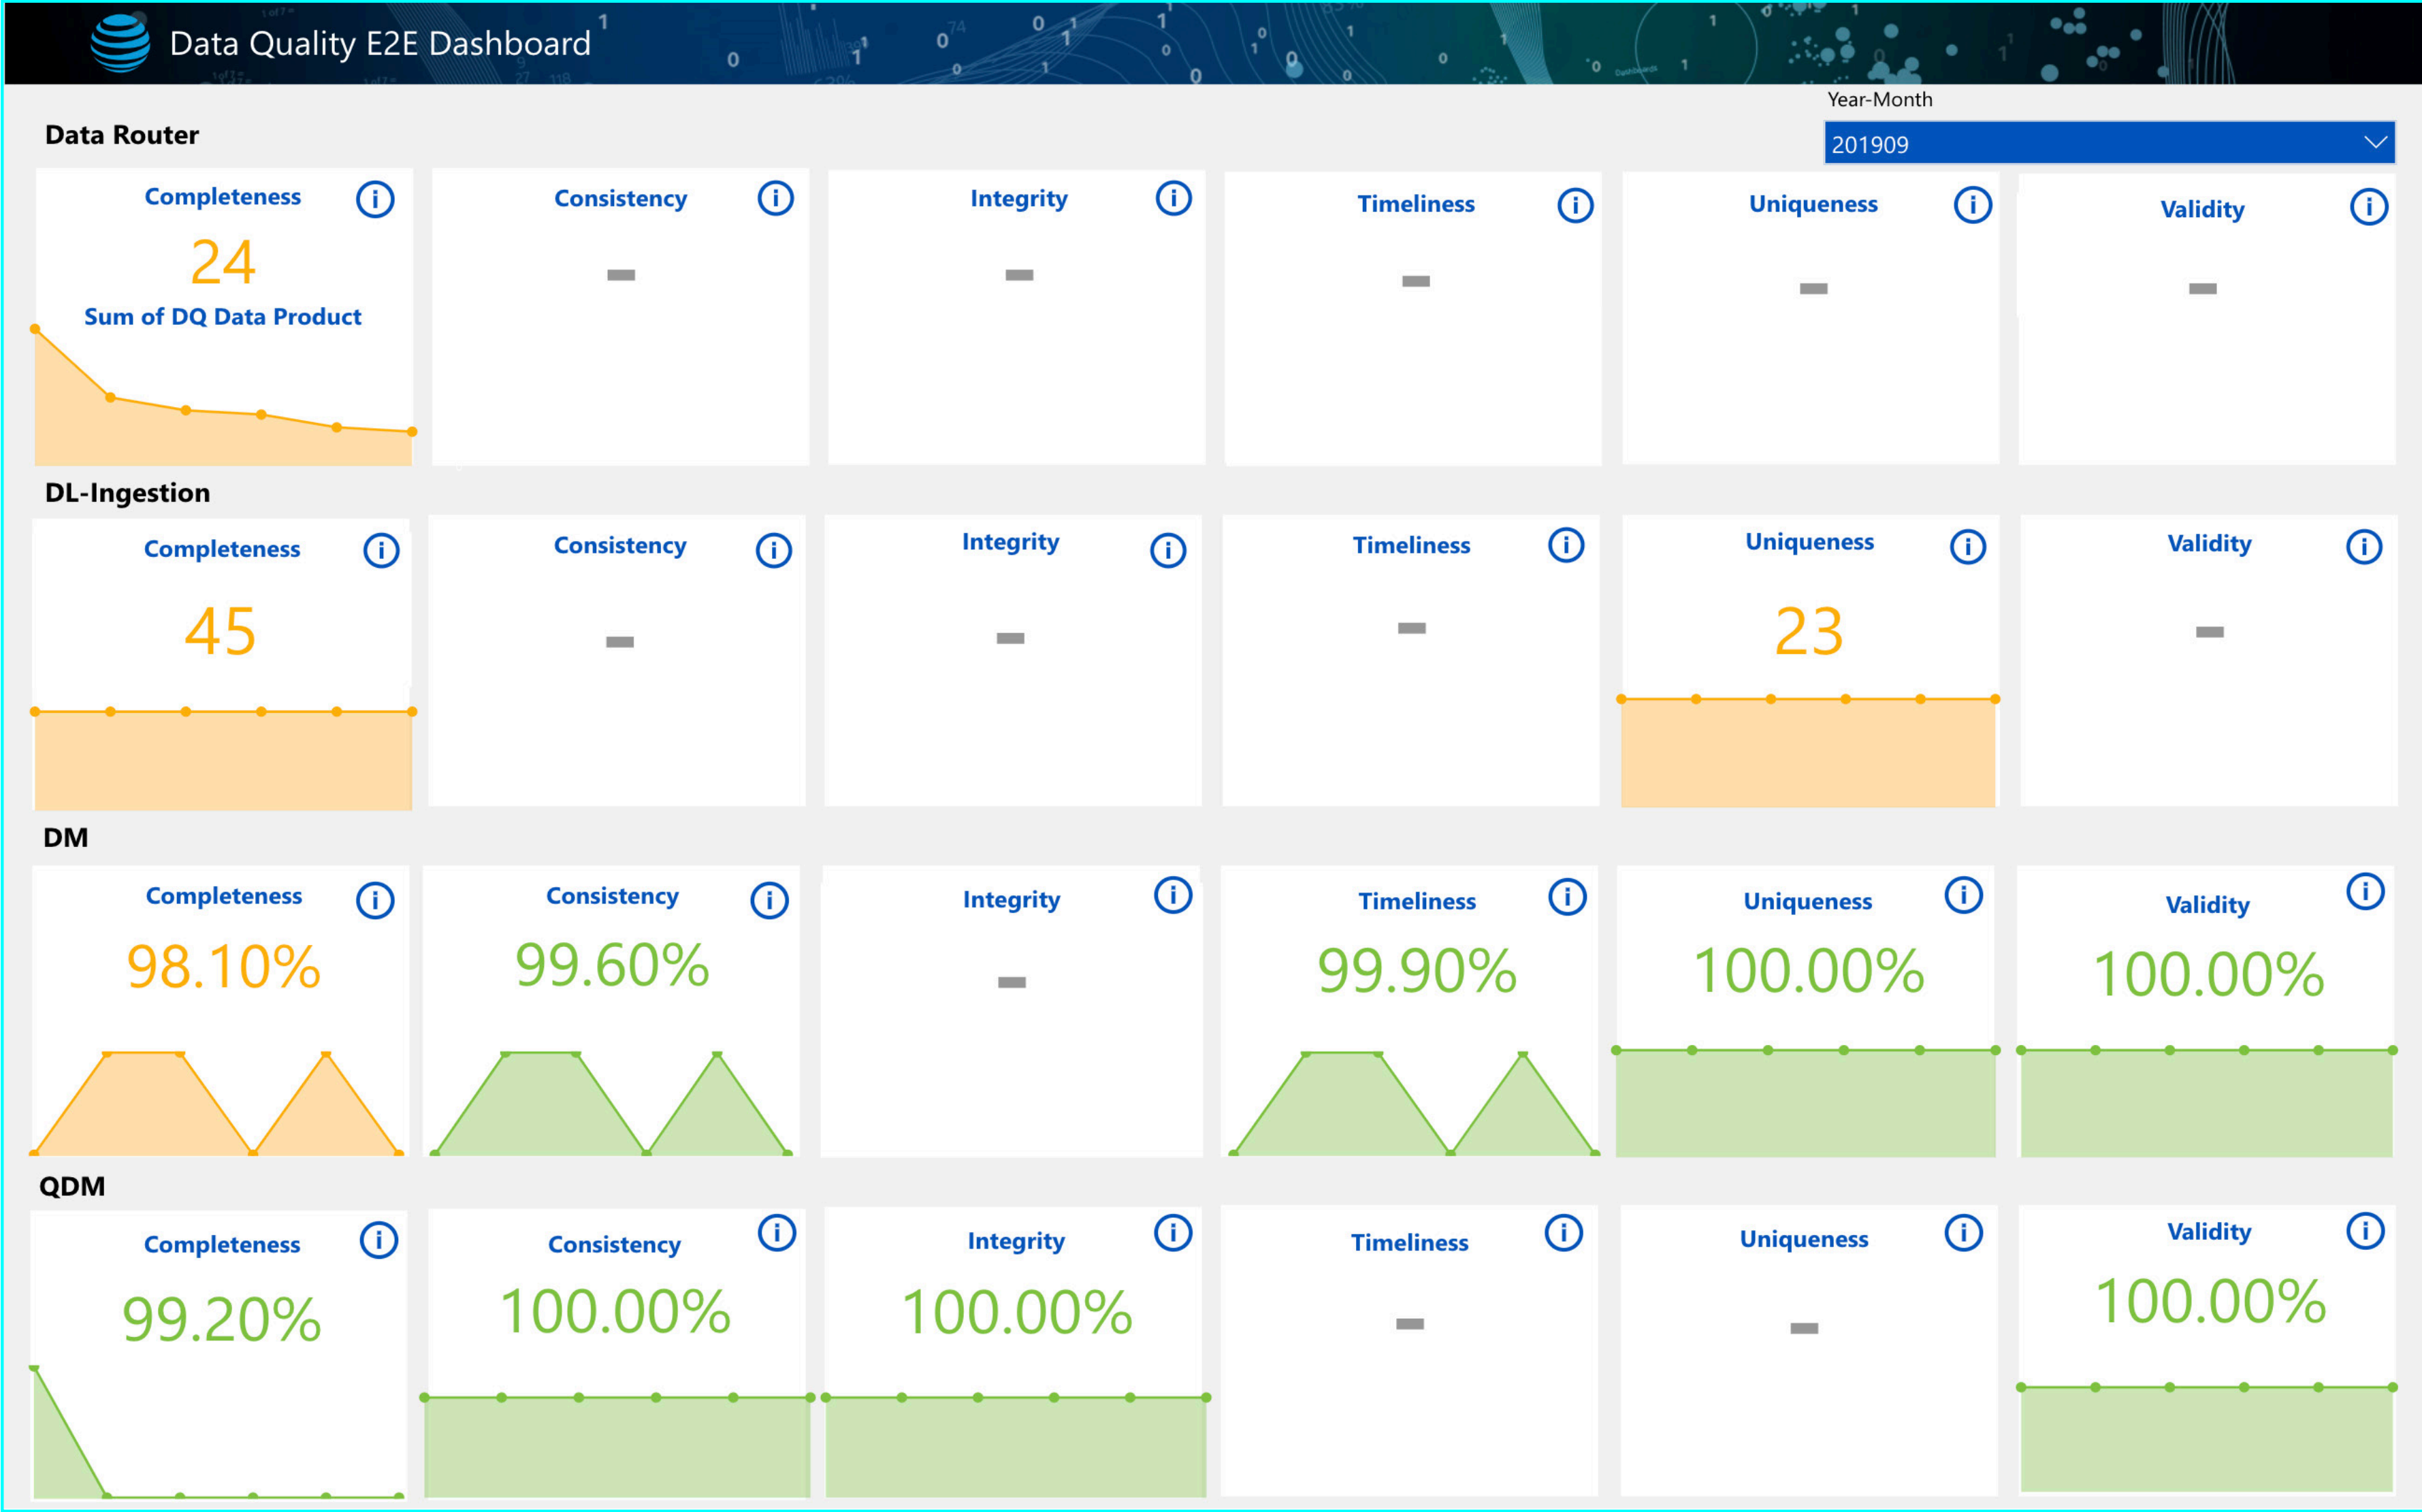 Data Quality E2E Dashboard
Year-Month
201909
Data Router
Completeness
24
Sum of DQ Data Product
Consistency
Integrity
Timeliness
Uniqueness
Validity
DL-Ingestion
Completeness
45
Consistency
Integrity
Timeliness
Uniqueness
23
Validity
DM
Completeness
98.10%
Consistency
99.60%
Integrity
Timeliness
99.90%
Uniqueness
100.00%
Validity
100.00%
QDM
Completeness
99.20%
Consistency
100.00%
Integrity
100.00%
Timeliness
Uniqueness
Validity
100.00%